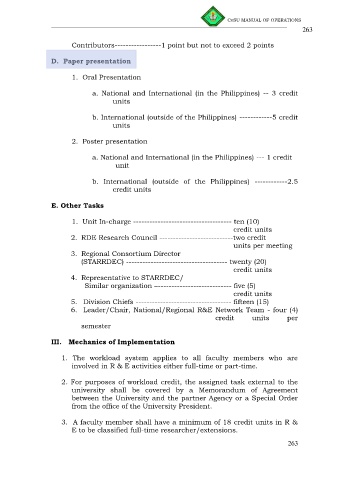 CvSU MANUAL OF OPERATIONS
263
Contributors-----------------1 point but not to exceed 2 points
D. Paper presentation
1. Oral Presentation
a. National and International (in the Philippines) -- 3 credit
units
b. International (outside of the Philippines) ------------5 credit
units
2. Poster presentation
a. National and International (in the Philippines) --- 1 credit
unit
b. International (outside of the Philippines) ------------2.5
credit units
E. Other Tasks
1. Unit In-charge ------------------------------------ ten (10)
credit units
2. RDE Research Council ---------------------------two credit
units per meeting
3. Regional Consortium Director
(STARRDEC) ------------------------------------- twenty (20)
credit units
4. Representative to STARRDEC/
Similar organization ---------------------------- five (5)
credit units
5. Division Chiefs ----------------------------------- fifteen (15)
6. Leader/Chair, National/Regional R&E Network Team - four (4)
credit units per
semester
III. Mechanics of Implementation
1. The workload system applies to all faculty members who are
involved in R & E activities either full-time or part-time.
2. For purposes of workload credit, the assigned task external to the
university shall be covered by a Memorandum of Agreement
between the University and the partner Agency or a Special Order
from the office of the University President.
3. A faculty member shall have a minimum of 18 credit units in R &
E to be classified full-time researcher/extensions.
263